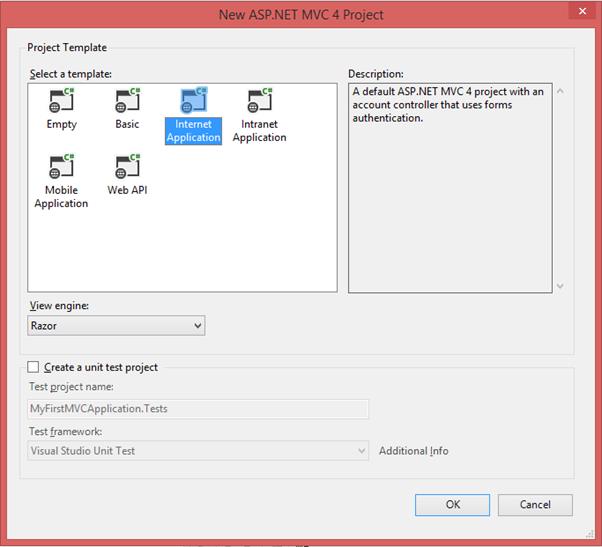 New ASP.NET MVC 4 Project
Project Template
Select a template:
Description:
C#
C#
C#
C#
Empty
Basic
Internet
Application
Intranet
Application
C#
C#
Mobile
Application
Web API
A default ASP.NET MVC 4 project with an
account controller that uses forms
authentication.
View engine:
Razor
Create a unit test project
Test project name:
MyFirstMVCApplication.Tests
Test framework:
Visual Studio Unit Test
Additional Info
OK
Cancel